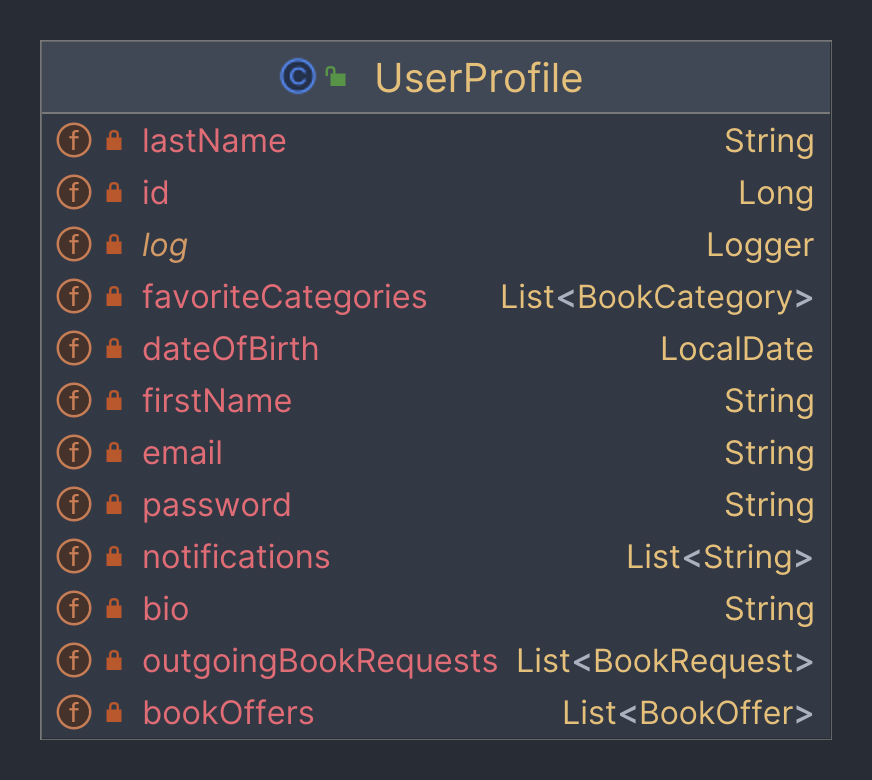 UserProfile
lastName String
id Long
log Logger
favoriteCategories List<BookCategory>
dateOfBirth LocalDate
firstName String
email String
password String
notifications List<String>
bio String
outgoingBookRequests List<BookRequest>
bookOffers List<BookOffer>